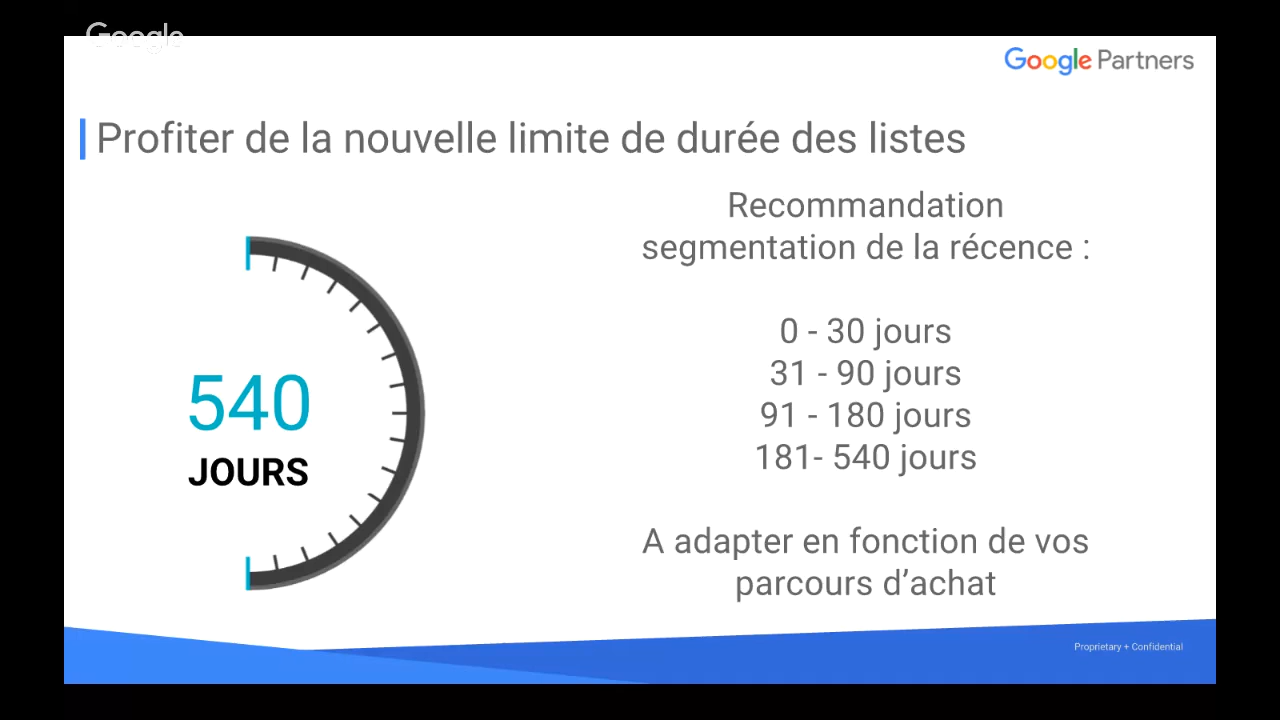 Google
Google Partners
Profiter de la nouvelle limite de durée des listes
Recommandation
segmentation de la récence :
0 - 30 jours
31 - 90 jours
91 - 180 jours
181- 540 jours
A adapter en fonction de vos
parcours d’achat
540
JOURS
Proprietary + Confidential